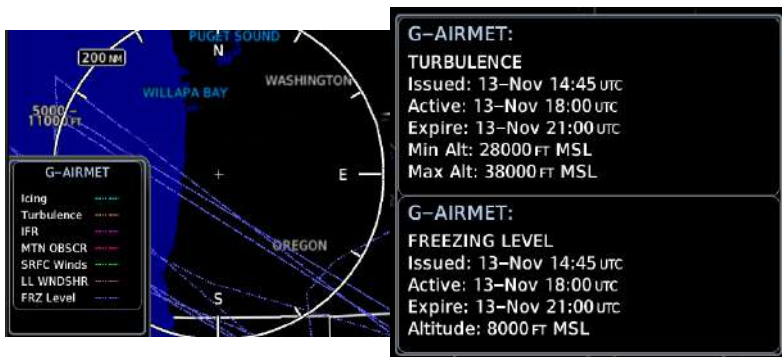 PUGET SOUND
N
200 NM
WASHINGTON
WILLAPA BAY
5000 –
11000 FT
E
OREGON
S
G–AIRMET
Icing
Turbulence
IFR
MTN OBSCR
SRFC Winds
LL WNDSHR
FRZ Level
G–AIRMET:
TURBULENCE
Issued: 13–Nov 14:45 UTC
Active: 13–Nov 18:00 UTC
Expire: 13–Nov 21:00 UTC
Min Alt: 28000 FT MSL
Max Alt: 38000 FT MSL
G–AIRMET:
FREEZING LEVEL
Issued: 13–Nov 14:45 UTC
Active: 13–Nov 18:00 UTC
Expire: 13–Nov 21:00 UTC
Altitude: 8000 FT MSL